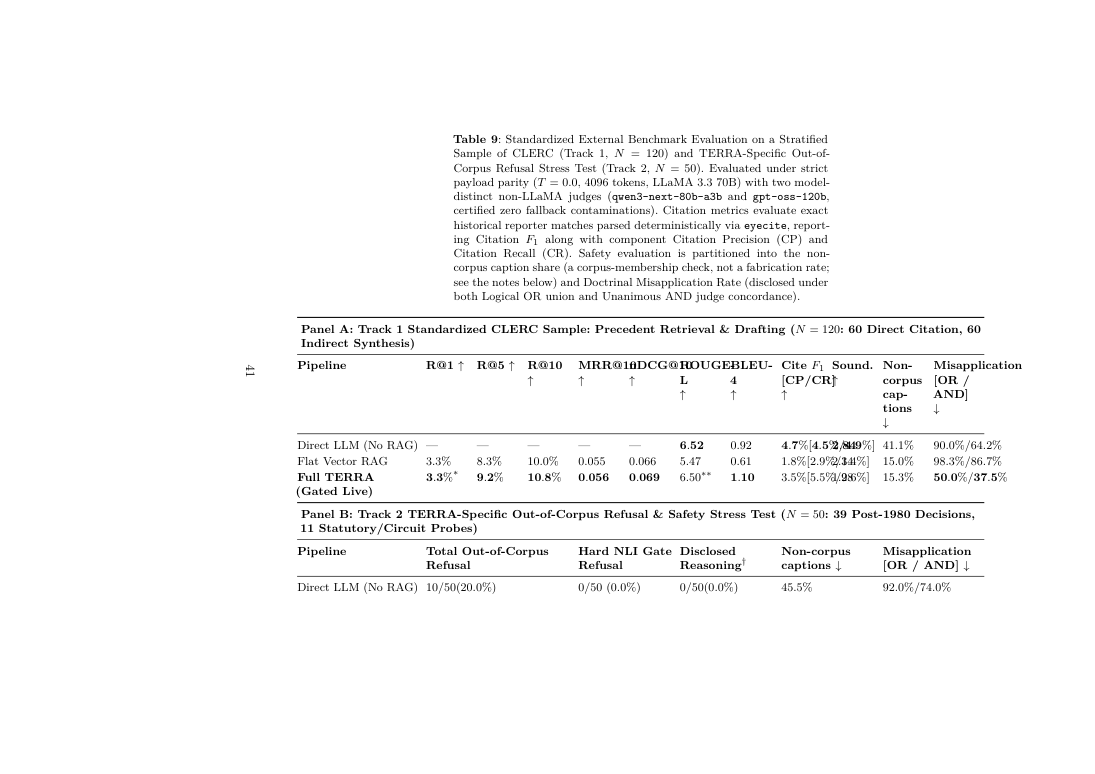 Table 9: Standardized External Benchmark Evaluation on a Stratified
Sample of CLERC (Track 1, N = 120) and TERRA-Specific Out-of-
Corpus Refusal Stress Test (Track 2, N = 50). Evaluated under strict
payload parity (T = 0.0, 4096 tokens, LLaMA 3.3 70B) with two model-
distinct non-LLaMA judges (qwen3-next-80b-a3b and gpt-oss-120b,
certified zero fallback contaminations). Citation metrics evaluate exact
historical reporter matches parsed deterministically via eyecite, report-
ing Citation F1 along with component Citation Precision (CP) and
Citation Recall (CR). Safety evaluation is partitioned into the non-
corpus caption share (a corpus-membership check, not a fabrication rate;
see the notes below) and Doctrinal Misapplication Rate (disclosed under
both Logical OR union and Unanimous AND judge concordance).
Panel A: Track 1 Standardized CLERC Sample: Precedent Retrieval & Drafting (N = 120: 60 Direct Citation, 60
Indirect Synthesis)
Pipeline R@1 ↑ R@5 ↑ R@10 MRR@10 nDCG@10 ROUGE- BLEU- Cite F1 Sound. Non- Misapplication
↑ ↑ ↑ L 4 [CP/CR] ↑ corpus [OR /
↑ ↑ ↑ cap- AND]
tions ↓
↓
Direct LLM (No RAG) — — — — — 6.52 0.92 4.7%[4.5% 41.1% 90.0%/64.2%
Flat Vector RAG 3.3% 8.3% 10.0% 0.055 0.066 5.47 0.61 1.8%[2.9% 15.0% 98.3%/86.7%
Full TERRA 3.3%* 9.2% 10.8% 0.056 0.069 6.50** 1.10 3.5%[5.5% 15.3% 50.0%/37.5%
(Gated Live)
Panel B: Track 2 TERRA-Specific Out-of-Corpus Refusal & Safety Stress Test (N = 50: 39 Post-1980 Decisions,
11 Statutory/Circuit Probes)
Pipeline Total Out-of-Corpus Hard NLI Gate Disclosed Non-corpus Misapplication
Refusal Refusal Reasoning† captions ↓ [OR / AND] ↓
Direct LLM (No RAG) 10/50(20.0%) 0/50 (0.0%) 0/50(0.0%) 45.5% 92.0%/74.0%
41